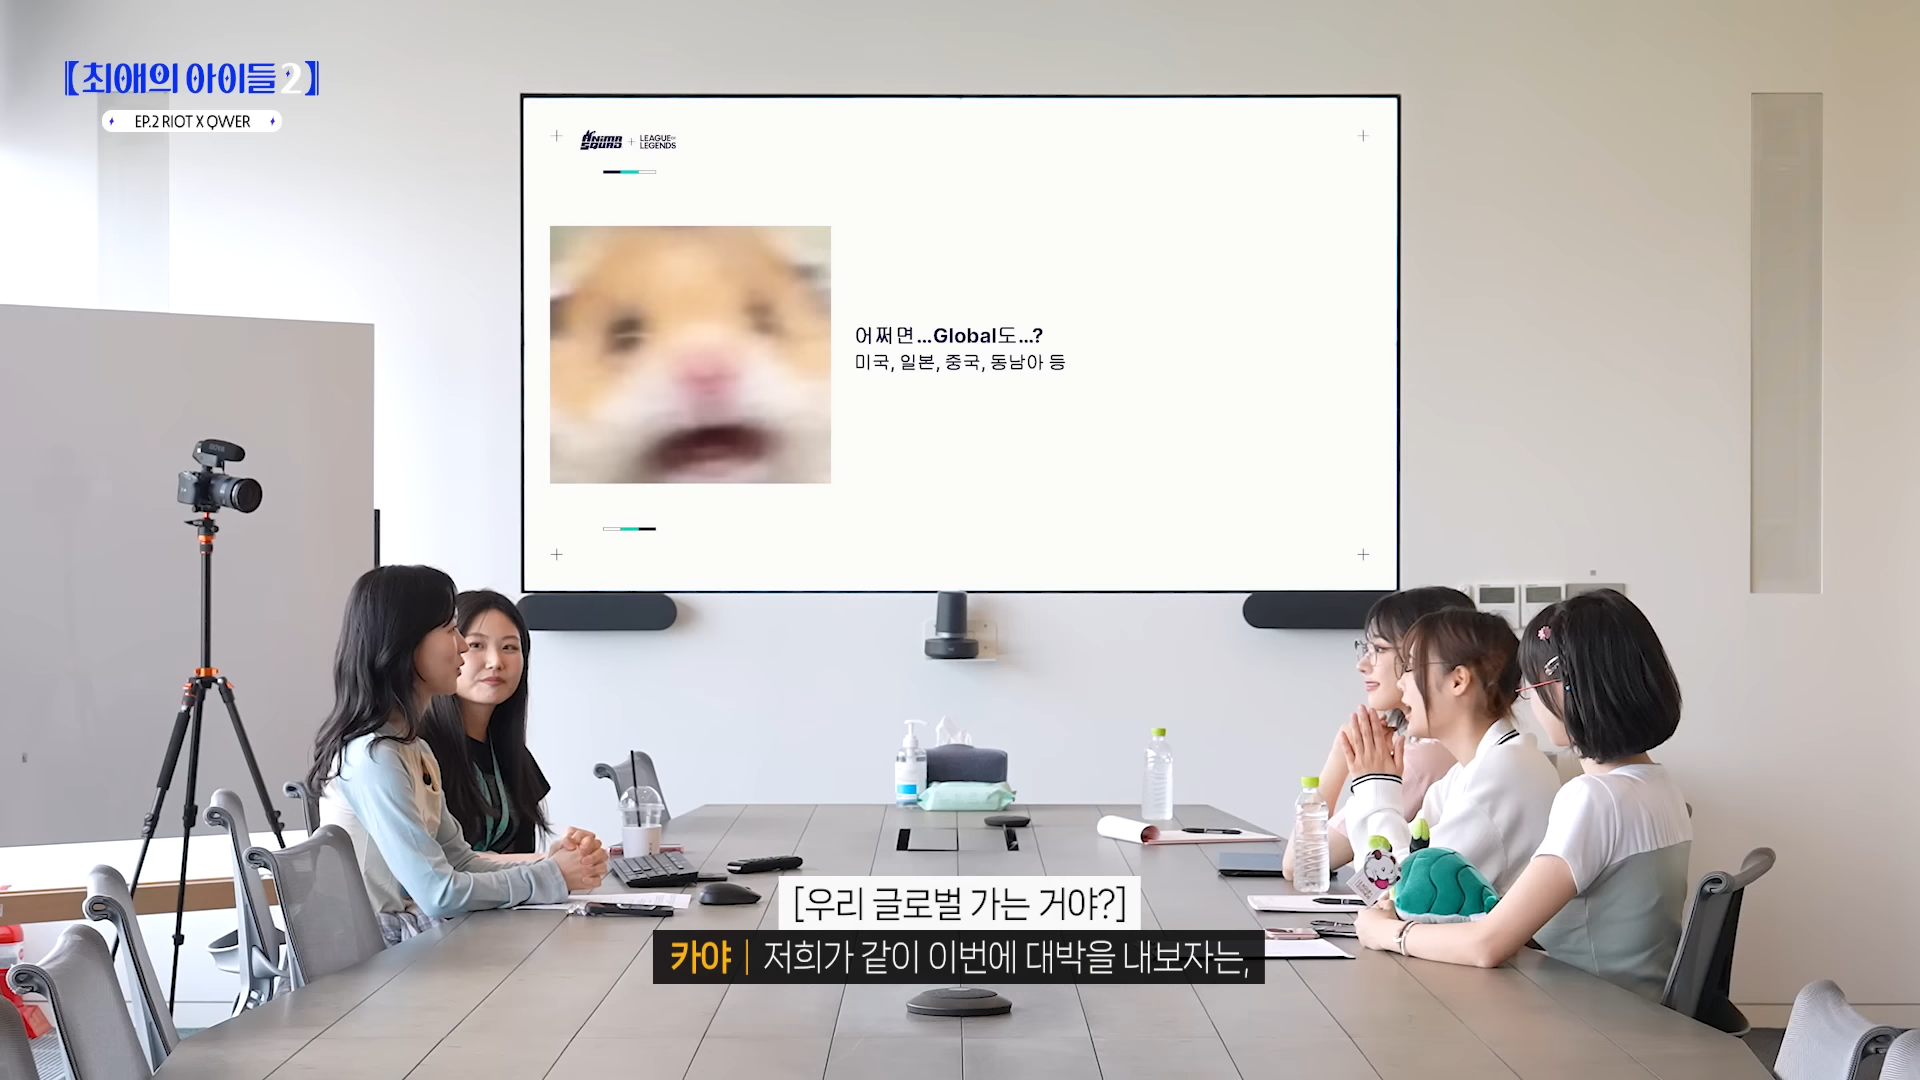 【최애의 아이들2】
EP.2 RIOT X QWER
ANIMA SQUAD + LEAGUE OF LEGENDS
어쩌면...Global도...?
미국, 일본, 중국, 동남아 등
[우리 글로벌 가는 거야?]
카야 | 저희가 같이 이번에 대박을 내보자는,